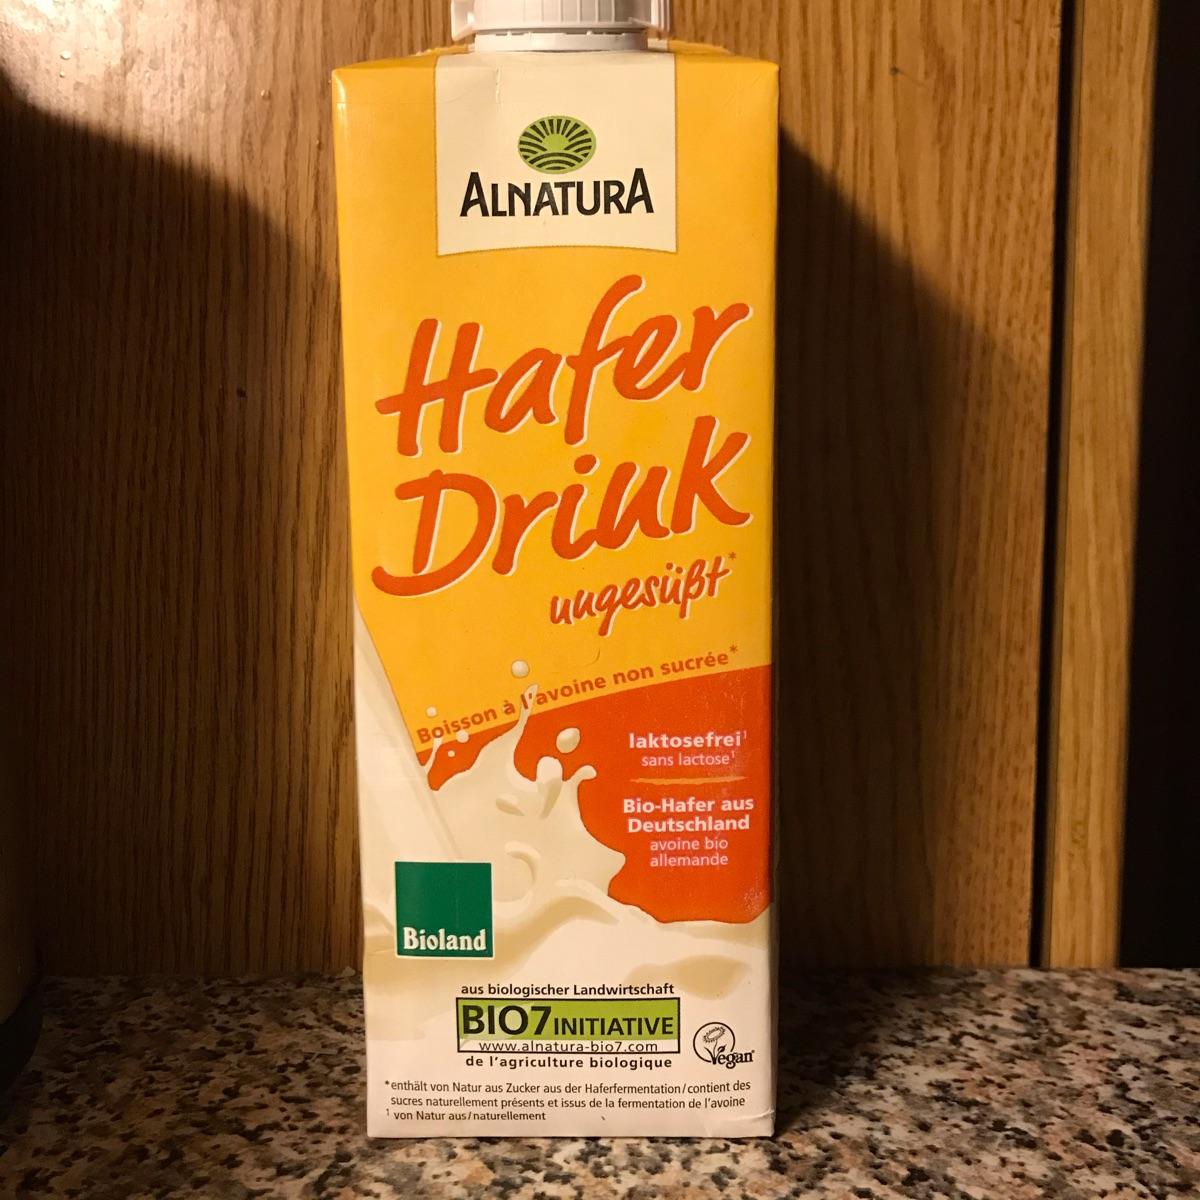 ALNATURA
Hafer
Drink
ungesüßt*
Boisson à l'avoine non sucrée*
laktosefrei¹
sans lactose¹
Bio-Hafer aus
Deutschland
avoine bio
allemande
Bioland
aus biologischer Landwirtschaft
BIO7 INITIATIVE
www.alnatura-bio7.com
de l'agriculture biologique
Vegan
*enthält von Natur aus Zucker aus der Haferfermentation/contient des
sucres naturellement présents et issus de la fermentation de l'avoine
¹ von Natur aus/naturellement